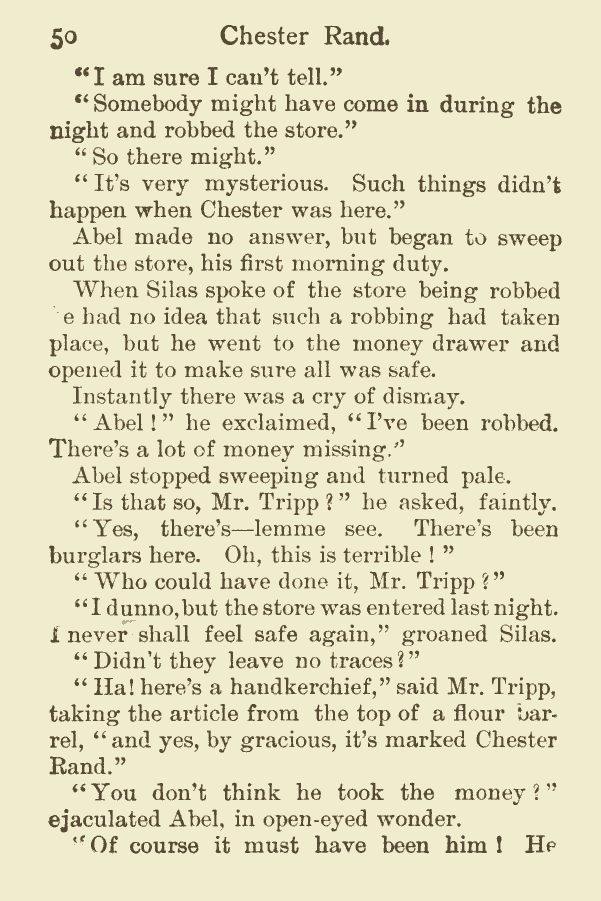 50 Chester Rand.
"I am sure I can't tell."
"Somebody might have come in during the
night and robbed the store."
"So there might."
"It's very mysterious. Such things didn't
happen when Chester was here."
Abel made no answer, but began to sweep
out the store, his first morning duty.
When Silas spoke of the store being robbed
e had no idea that such a robbing had taken
place, but he went to the money drawer and
opened it to make sure all was safe.
Instantly there was a cry of dismay.
"Abel!" he exclaimed, "I've been robbed.
There's a lot of money missing."
Abel stopped sweeping and turned pale.
"Is that so, Mr. Tripp?" he asked, faintly.
"Yes, there's—lemme see. There's been
burglars here. Oh, this is terrible!"
"Who could have done it, Mr. Tripp?"
"I dunno, but the store was entered last night.
I never shall feel safe again," groaned Silas.
"Didn't they leave no traces?"
"Ha! here's a handkerchief," said Mr. Tripp,
taking the article from the top of a flour bar-
rel, "and yes, by gracious, it's marked Chester
Rand."
"You don't think he took the money?"
ejaculated Abel, in open-eyed wonder.
"Of course it must have been him! He